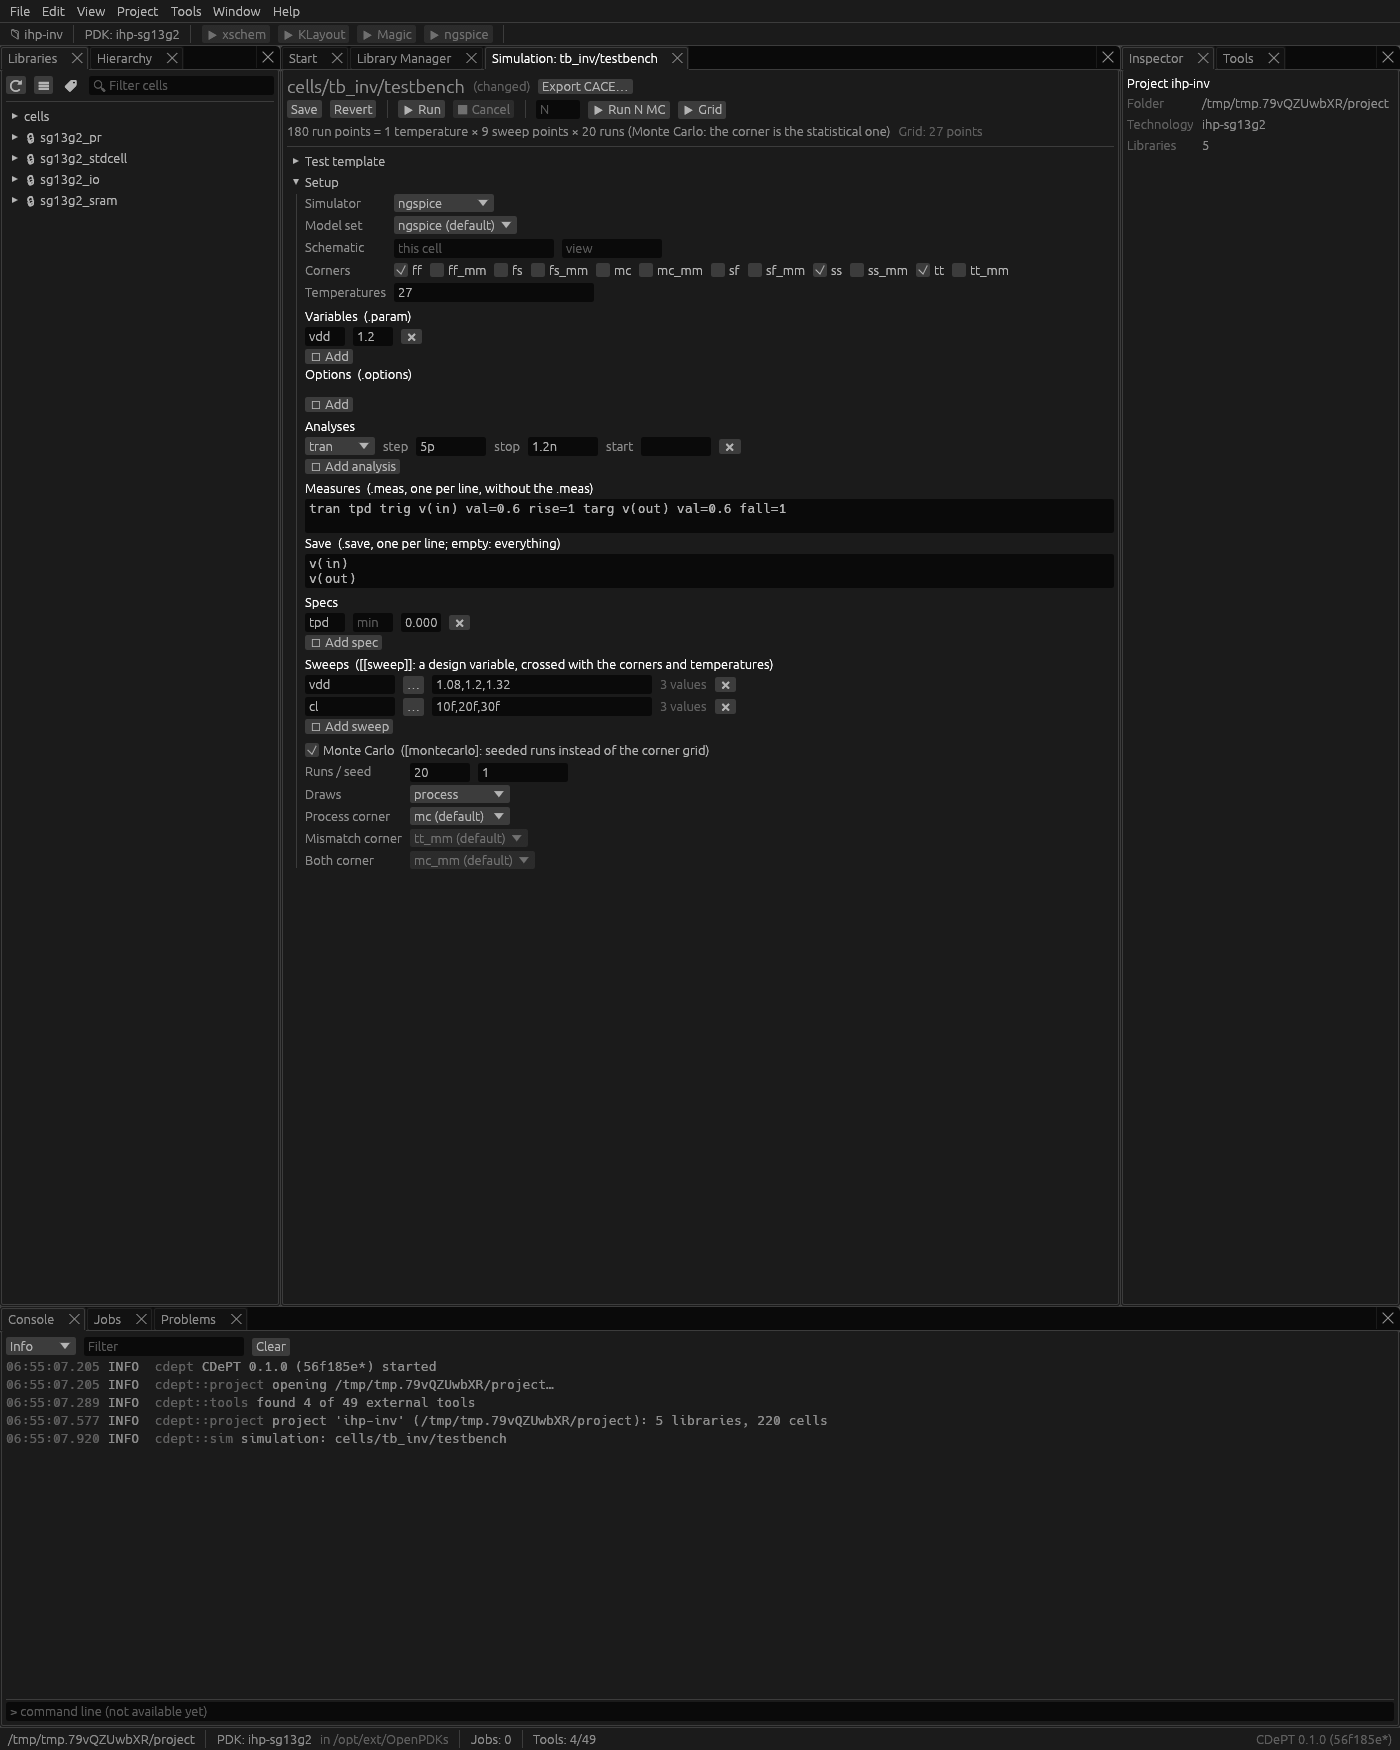 File Edit View Project Tools Window Help
ihp-inv PDK: ihp-sg13g2 xschem KLayout Magic ngspice
Libraries Hierarchy Start Library Manager Simulation: tb_inv/testbench Inspector Tools
Filter cells
cells
sg13g2_pr
sg13g2_stdcell
sg13g2_io
sg13g2_sram
cells/tb_inv/testbench (changed) Export CACE…
Save Revert Run Cancel N Run N MC Grid
180 run points = 1 temperature × 9 sweep points × 20 runs (Monte Carlo: the corner is the statistical one) Grid: 27 points
Test template
Setup
Simulator ngspice
Model set ngspice (default)
Schematic this cell view
Corners ff ff_mm fs fs_mm mc mc_mm sf sf_mm ss ss_mm tt tt_mm
Temperatures 27
Variables (.param)
vdd 1.2
Add
Options (.options)
Add
Analyses
tran step 5p stop 1.2n start
Add analysis
Measures (.meas, one per line, without the .meas)
tran tpd trig v(in) val=0.6 rise=1 targ v(out) val=0.6 fall=1
Save (.save, one per line; empty: everything)
v(in)
v(out)
Specs
tpd min 0.000
Add spec
Sweeps ([[sweep]]: a design variable, crossed with the corners and temperatures)
vdd … 1.08,1.2,1.32 3 values
cl … 10f,20f,30f 3 values
Add sweep
Monte Carlo ([montecarlo]: seeded runs instead of the corner grid)
Runs / seed 20 1
Draws process
Process corner mc (default)
Mismatch corner tt_mm (default)
Both corner mc_mm (default)
Project ihp-inv
Folder /tmp/tmp.79vQZUwbXR/project
Technology ihp-sg13g2
Libraries 5
Console Jobs Problems
Info Filter Clear
06:55:07.205 INFO cdept CDePT 0.1.0 (56f185e*) started
06:55:07.205 INFO cdept::project opening /tmp/tmp.79vQZUwbXR/project…
06:55:07.289 INFO cdept::tools found 4 of 49 external tools
06:55:07.577 INFO cdept::project project 'ihp-inv' (/tmp/tmp.79vQZUwbXR/project): 5 libraries, 220 cells
06:55:07.920 INFO cdept::sim simulation: cells/tb_inv/testbench
> command line (not available yet)
/tmp/tmp.79vQZUwbXR/project PDK: ihp-sg13g2 in /opt/ext/OpenPDKs Jobs: 0 Tools: 4/49 CDePT 0.1.0 (56f185e*)